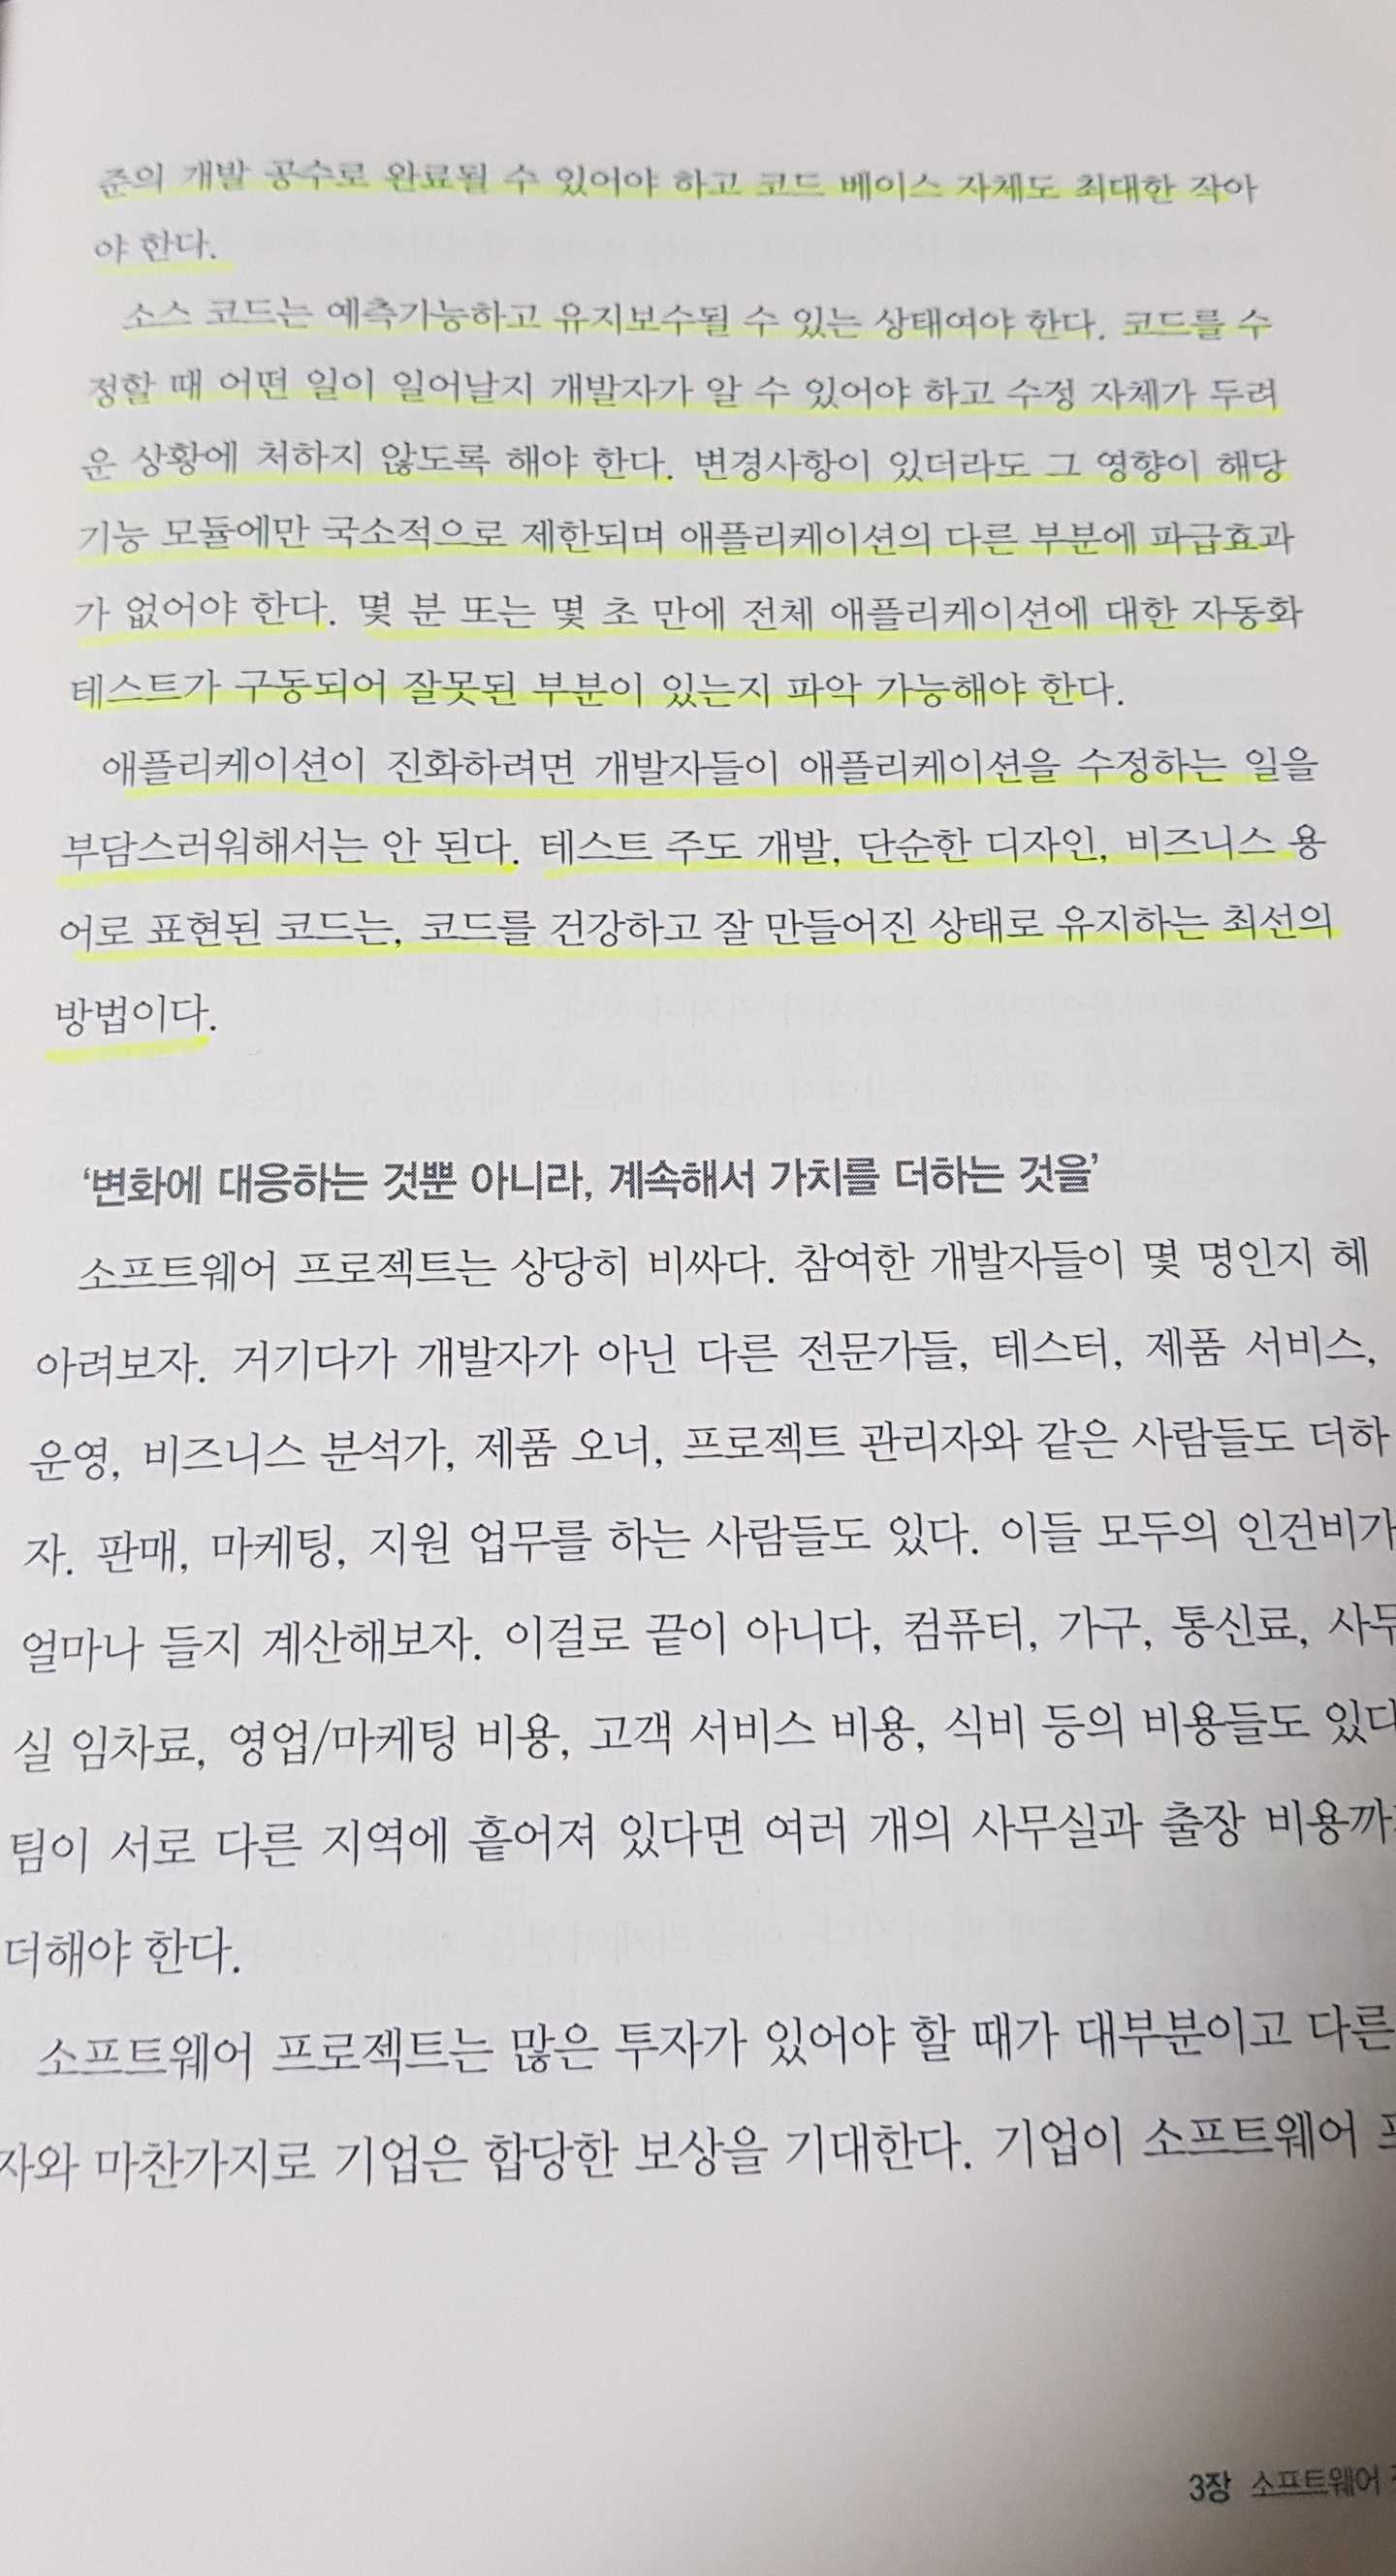 준의 개발 공수로 완료될 수 있어야 하고 코드 베이스 자체도 최대한 작아
야 한다.
소스 코드는 예측가능하고 유지보수될 수 있는 상태여야 한다. 코드를 수
정할 때 어떤 일이 일어날지 개발자가 알 수 있어야 하고 수정 자체가 두려
운 상황에 처하지 않도록 해야 한다. 변경사항이 있더라도 그 영향이 해당
기능 모듈에만 국소적으로 제한되며 애플리케이션의 다른 부분에 파급효과
가 없어야 한다. 몇 분 또는 몇 초 만에 전체 애플리케이션에 대한 자동화
테스트가 구동되어 잘못된 부분이 있는지 파악 가능해야 한다.
애플리케이션이 진화하려면 개발자들이 애플리케이션을 수정하는 일을
부담스러워해서는 안 된다. 테스트 주도 개발, 단순한 디자인, 비즈니스 용
어로 표현된 코드는, 코드를 건강하고 잘 만들어진 상태로 유지하는 최선의
방법이다.
‘변화에 대응하는 것뿐 아니라, 계속해서 가치를 더하는 것을’
소프트웨어 프로젝트는 상당히 비싸다. 참여한 개발자들이 몇 명인지 헤
아려보자. 거기다가 개발자가 아닌 다른 전문가들, 테스터, 제품 서비스,
운영, 비즈니스 분석가, 제품 오너, 프로젝트 관리자와 같은 사람들도 더하
자. 판매, 마케팅, 지원 업무를 하는 사람들도 있다. 이들 모두의 인건비가
얼마나 들지 계산해보자. 이걸로 끝이 아니다, 컴퓨터, 가구, 통신료, 사무
실 임차료, 영업/마케팅 비용, 고객 서비스 비용, 식비 등의 비용들도 있다
팀이 서로 다른 지역에 흩어져 있다면 여러 개의 사무실과 출장 비용까
더해야 한다.
소프트웨어 프로젝트는 많은 투자가 있어야 할 때가 대부분이고 다른
자와 마찬가지로 기업은 합당한 보상을 기대한다. 기업이 소프트웨어
3장 소프트웨어